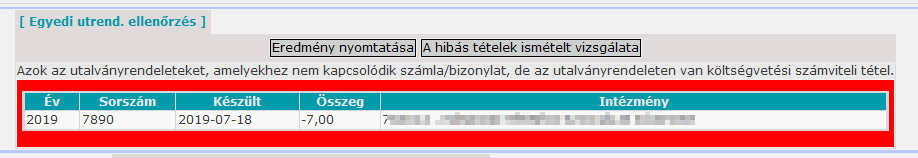 [ Egyedi utrend. ellenőrzés ]
Eredmény nyomtatása A hibás tételek ismételt vizsgálata
Azok az utalványrendeleteket, amelyekhez nem kapcsolódik számla/bizonylat, de az utalványrendeleten van költségvetési számviteli tétel.
Év Sorszám Készült Összeg Intézmény
2019 7890 2019-07-18 -7,00